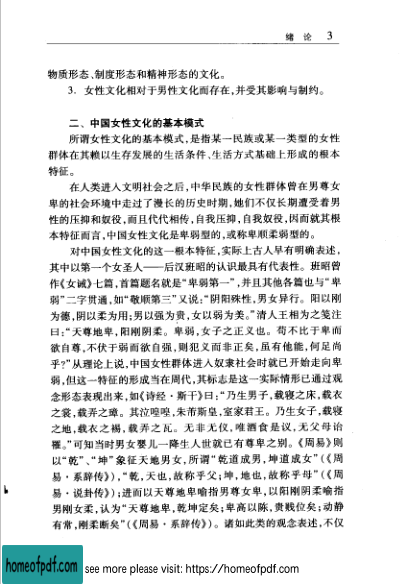 绪 论 3
物质形态、制度形态和精神形态的文化。
3. 女性文化相对于男性文化而存在,并受其影响与制约。
二、中国女性文化的基本模式
所谓女性文化的基本模式,是指某一民族或某一类型的女性
群体在其赖以生存发展的生活条件、生活方式基础上形成的根本
特征。
在人类进入文明社会之后,中华民族的女性群体曾在男尊女
卑的社会环境中走过了漫长的历史时期,她们不仅长期遭受着男
性的压抑和奴役,而且代代相传,自我压抑,自我奴役,因而就其根
本特征而言,中国女性文化是卑弱型的,或称卑顺柔弱型的。
对中国女性文化的这一根本特征,实际上古人早有明确表述,
其中以第一个女圣人——后汉班昭的认识最具有代表性。班昭曾
作《女诫》七篇,首篇题名就是“卑弱第一”,并且其他各篇也与“卑
弱”二字贯通,如“敬顺第三”又说:“阴阳殊性,男女异行。阳以刚
为德,阴以柔为用;男以强为贵,女以弱为美。”清人王相为之笺注
曰:“天尊地卑,阳刚阴柔。卑弱,女子之正义也。苟不比于卑而
欲自尊,不伏于弱而欲自强,则犯义而非正矣,虽有他能,何足尚
乎?”从理论上说,中国女性群体进入奴隶社会时就已开始走向卑
弱,但这一特征的形成当在周代,其标志是这一实际情形已通过观
念形态表现出来,如《诗经·斯干》曰:“乃生男子,载寝之床,载衣
之裳,载弄之璋。其泣喤喤,朱芾斯皇,室家君王。乃生女子,载寝
之地,载衣之裼,载弄之瓦。无非无仪,唯酒食是议,无父母诒
罹。”可知当时男女婴儿一降生人世就已有尊卑之别。《周易》则
以“乾”、“坤”象征天地男女,所谓“乾道成男,坤道成女”(《周
易·系辞传》),“乾,天也,故称乎父;坤,地也,故称乎母”(《周
易·说卦传》);进而以天尊地卑喻指男尊女卑,以阳刚阴柔喻指
男刚女柔,认为“天尊地卑,乾坤定矣;卑高以陈,贵贱位矣;动静
有常,刚柔断矣”(《周易·系辞传》)。诸如此类的观念表述,不仅
homeofpdf.com see more please visit: https://homeofpdf.com